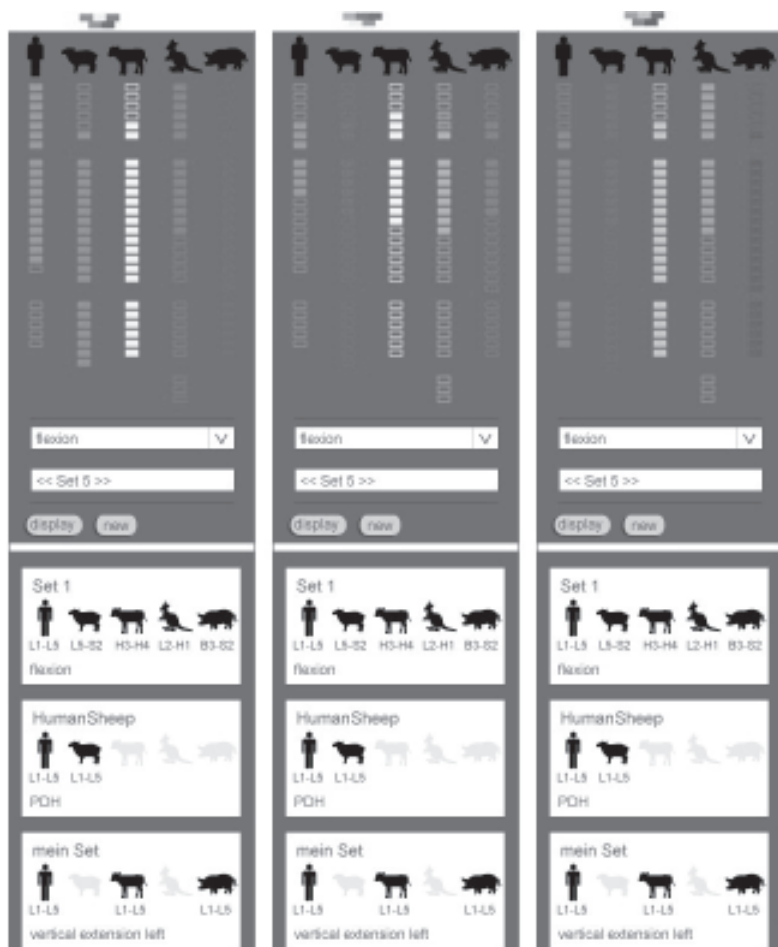 flexion
<< Set 5 >>
display new
Set 1
L1-L5 L5-S2 H3-H4 L2-H1 B3-S2
flexion
HumanSheep
L1-L5 L1-L5
PDH
mein Set
L1-L5 L1-L5 L1-L5
vertical extension left
flexion
<< Set 5 >>
display new
Set 1
L1-L5 L5-S2 H3-H4 L2-H1 B3-S2
flexion
HumanSheep
L1-L5 L1-L5
PDH
mein Set
L1-L5 L1-L5 L1-L5
vertical extension left
flexion
<< Set 5 >>
display new
Set 1
L1-L5 L5-S2 H3-H4 L2-H1 B3-S2
flexion
HumanSheep
L1-L5 L1-L5
PDH
mein Set
L1-L5 L1-L5 L1-L5
vertical extension left